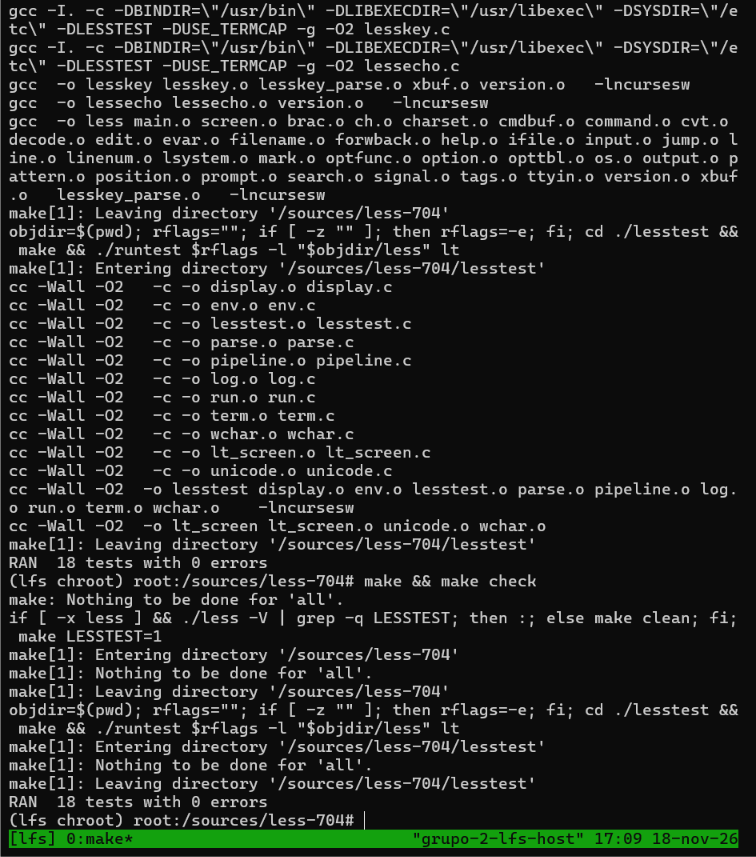 gcc -I. -c -DBINDIR=\"/usr/bin\" -DLIBEXECDIR=\"/usr/libexec\" -DSYSDIR=\"/e
tc\" -DLESSTEST -DUSE_TERMCAP -g -O2 lesskey.c
gcc -I. -c -DBINDIR=\"/usr/bin\" -DLIBEXECDIR=\"/usr/libexec\" -DSYSDIR=\"/e
tc\" -DLESSTEST -DUSE_TERMCAP -g -O2 lessecho.c
gcc  -o lesskey lesskey.o lesskey_parse.o xbuf.o version.o   -lncursesw
gcc  -o lessecho lessecho.o version.o   -lncursesw
gcc  -o less main.o screen.o brac.o ch.o charset.o cmdbuf.o command.o cvt.o
decode.o edit.o evar.o filename.o forwback.o help.o ifile.o input.o jump.o l
ine.o linenum.o lsystem.o mark.o optfunc.o option.o opttbl.o os.o output.o p
attern.o position.o prompt.o search.o signal.o tags.o ttyin.o version.o xbuf
.o   lesskey_parse.o   -lncursesw
make[1]: Leaving directory '/sources/less-704'
objdir=$(pwd); rflags=""; if [ -z "" ]; then rflags=-e; fi; cd ./lesstest &&
 make && ./runtest $rflags -l "$objdir/less" lt
make[1]: Entering directory '/sources/less-704/lesstest'
cc -Wall -O2   -c -o display.o display.c
cc -Wall -O2   -c -o env.o env.c
cc -Wall -O2   -c -o lesstest.o lesstest.c
cc -Wall -O2   -c -o parse.o parse.c
cc -Wall -O2   -c -o pipeline.o pipeline.c
cc -Wall -O2   -c -o log.o log.c
cc -Wall -O2   -c -o run.o run.c
cc -Wall -O2   -c -o term.o term.c
cc -Wall -O2   -c -o wchar.o wchar.c
cc -Wall -O2   -c -o lt_screen.o lt_screen.c
cc -Wall -O2   -c -o unicode.o unicode.c
cc -Wall -O2  -o lesstest display.o env.o lesstest.o parse.o pipeline.o log.
o run.o term.o wchar.o    -lncursesw
cc -Wall -O2  -o lt_screen lt_screen.o unicode.o wchar.o
make[1]: Leaving directory '/sources/less-704/lesstest'
RAN  18 tests with 0 errors
(lfs chroot) root:/sources/less-704# make && make check
make: Nothing to be done for 'all'.
if [ -x less ] && ./less -V | grep -q LESSTEST; then :; else make clean; fi;
 make LESSTEST=1
make[1]: Entering directory '/sources/less-704'
make[1]: Nothing to be done for 'all'.
make[1]: Leaving directory '/sources/less-704'
objdir=$(pwd); rflags=""; if [ -z "" ]; then rflags=-e; fi; cd ./lesstest &&
 make && ./runtest $rflags -l "$objdir/less" lt
make[1]: Entering directory '/sources/less-704/lesstest'
make[1]: Nothing to be done for 'all'.
make[1]: Leaving directory '/sources/less-704/lesstest'
RAN  18 tests with 0 errors
(lfs chroot) root:/sources/less-704#
[lfs] 0:make* "grupo-2-lfs-host" 17:09 18-nov-26